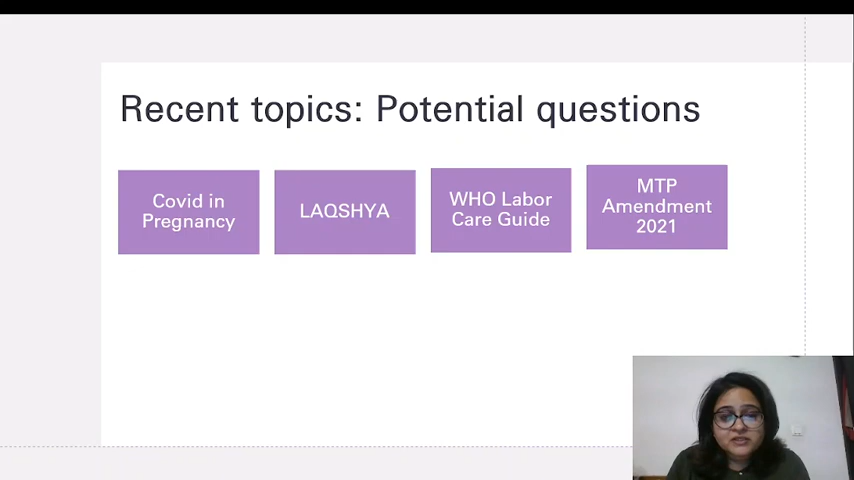 Recent topics: Potential questions
Covid in
Pregnancy
LAQSHYA
WHO Labor
Care Guide
MTP
Amendment
2021